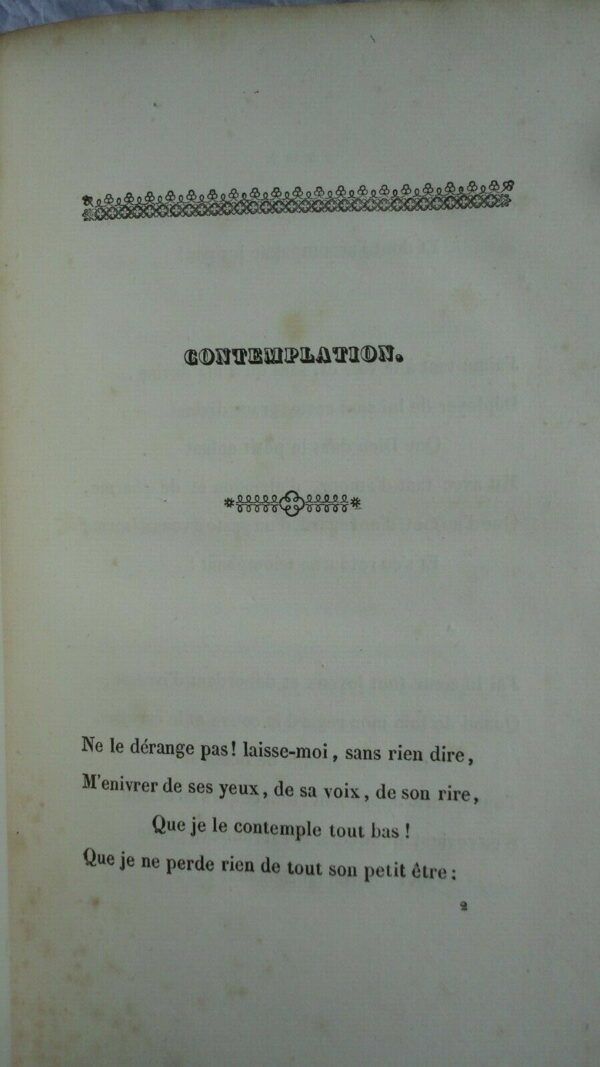 CONTEMPLATION.
Ne le dérange pas! laisse-moi, sans rien dire,
M'enivrer de ses yeux, de sa voix, de son rire,
Que je le contemple tout bas!
Que je ne perde rien de tout son petit être;
2